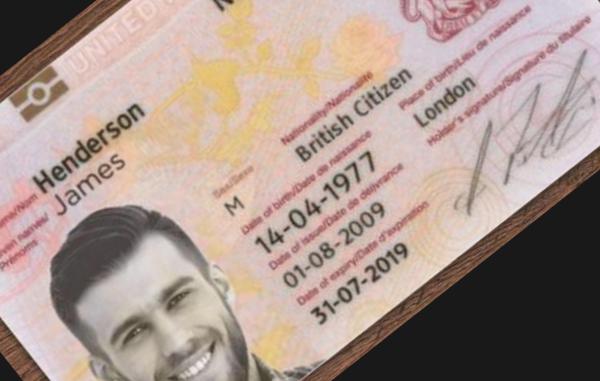 UNITED
Henderson
James
Prénoms
Sex/Sexe
M
Nationality/Nationalité
British Citizen
Date of birth/Date de naissance
14-04-1977
Date of issue/Date de délivrance
01-08-2009
Date of expiry/Date d'expiration
31-07-2019
Place of birth/Lieu de naissance
London
Holder's signature/Signature du titulaire